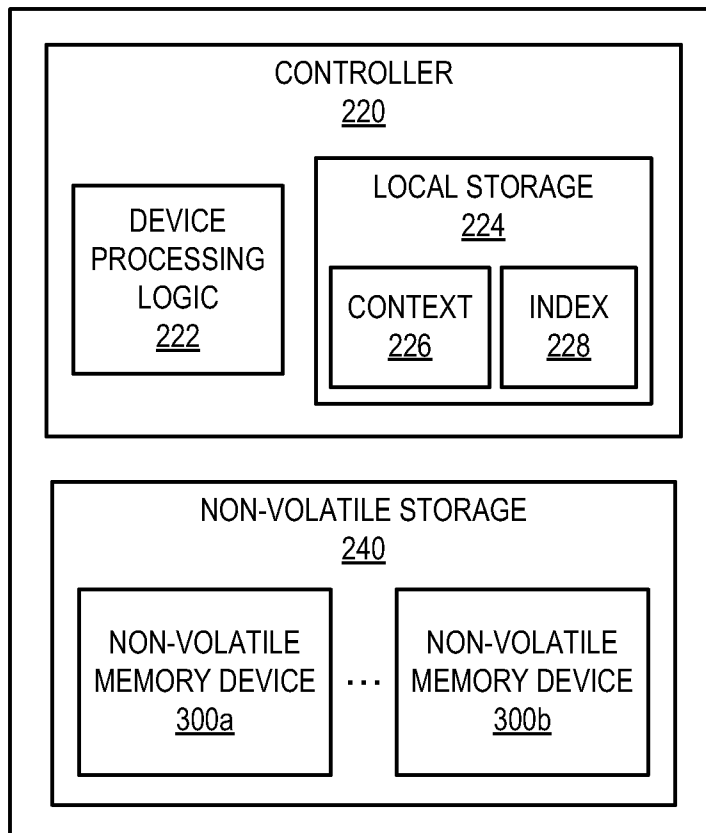 CONTROLLER
220
DEVICE
PROCESSING
LOGIC
222
LOCAL STORAGE
224
CONTEXT
226
INDEX
228
NON-VOLATILE STORAGE
240
NON-VOLATILE
MEMORY DEVICE
300a
...
NON-VOLATILE
MEMORY DEVICE
300b